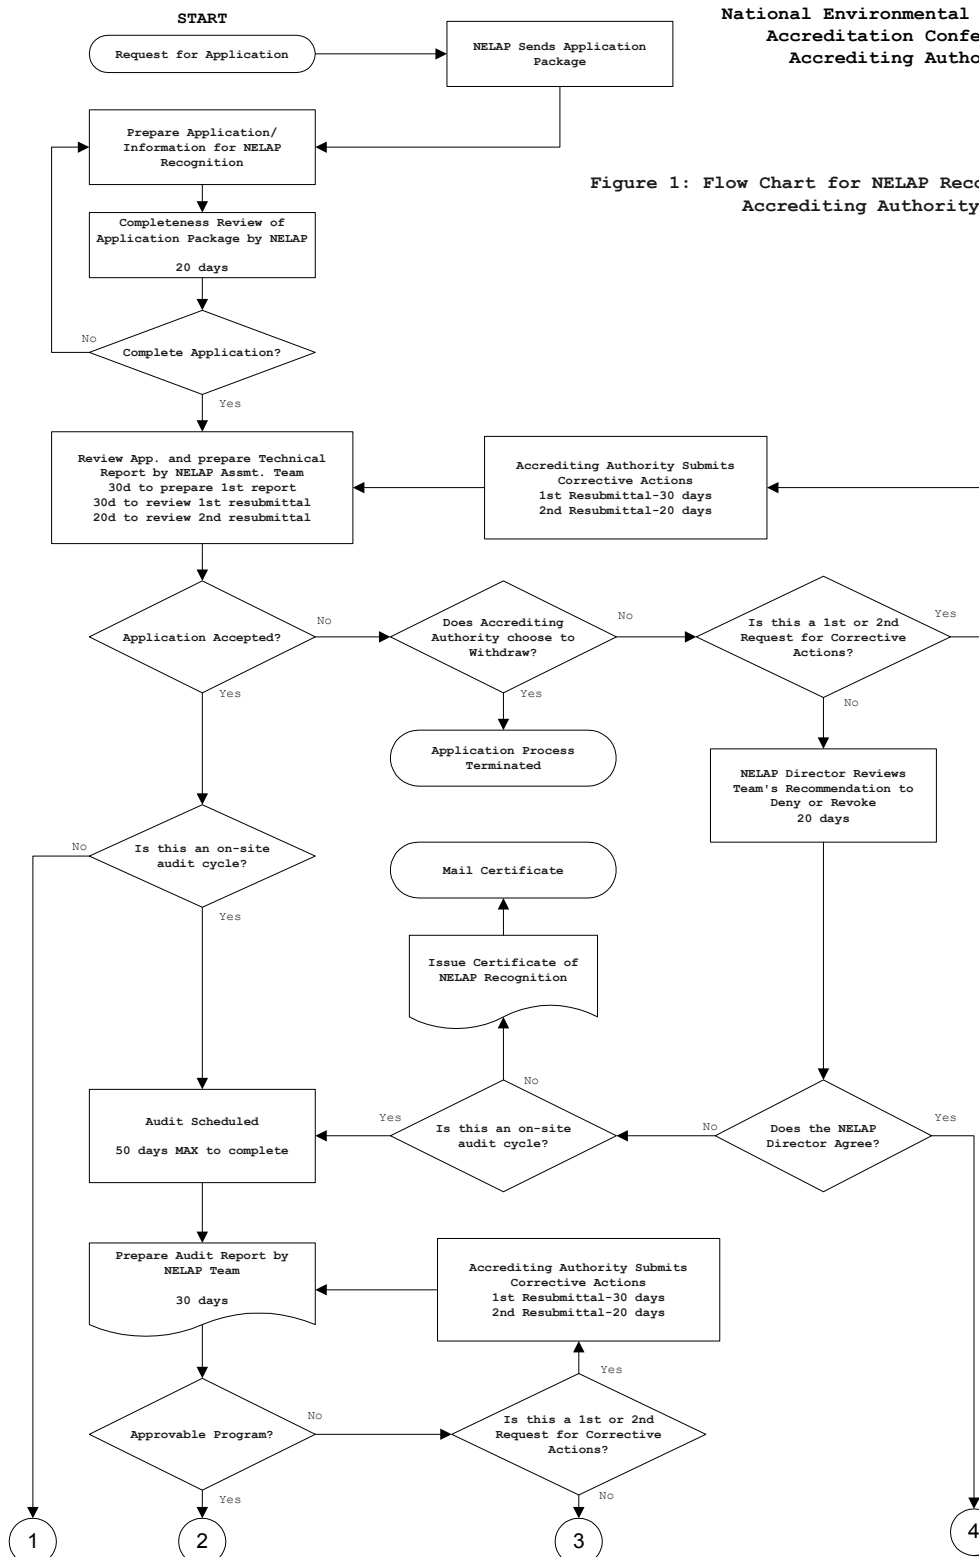 START
National Environmental
Accreditation
Accrediting
Request for Application
NELAP Sends Application
Package
Prepare Application/
Information for NELAP
Recognition
Figure 1: Flow Chart for NELAP
Accrediting Authority
Completeness Review of
Application Package by NELAP
20 days
No
Complete Application?
Yes
Review App. and prepare Technical
Report by NELAP Assmt. Team
30d to prepare 1st report
30d to review 1st resubmittal
20d to review 2nd resubmittal
Accrediting Authority Submits
Corrective Actions
1st Resubmittal-30 days
2nd Resubmittal-20 days
Application Accepted?
No
Yes
Does Accrediting
Authority choose to
Withdraw?
No
Yes
Is this a 1st or 2nd
Request for Corrective
Actions?
Yes
No
Application Process
Terminated
NELAP Director Reviews
Team's Recommendation to
Deny or Revoke
20 days
No
Is this an on-site
audit cycle?
Yes
Mail Certificate
Issue Certificate of
NELAP Recognition
No
Audit Scheduled
50 days MAX to complete
Yes
Is this an on-site
audit cycle?
No
Does the NELAP
Director Agree?
Yes
Prepare Audit Report by
NELAP Team
30 days
Accrediting Authority Submits
Corrective Actions
1st Resubmittal-30 days
2nd Resubmittal-20 days
Yes
Approvable Program?
No
Is this a 1st or 2nd
Request for Corrective
Actions?
Yes
No
1
2
3
4